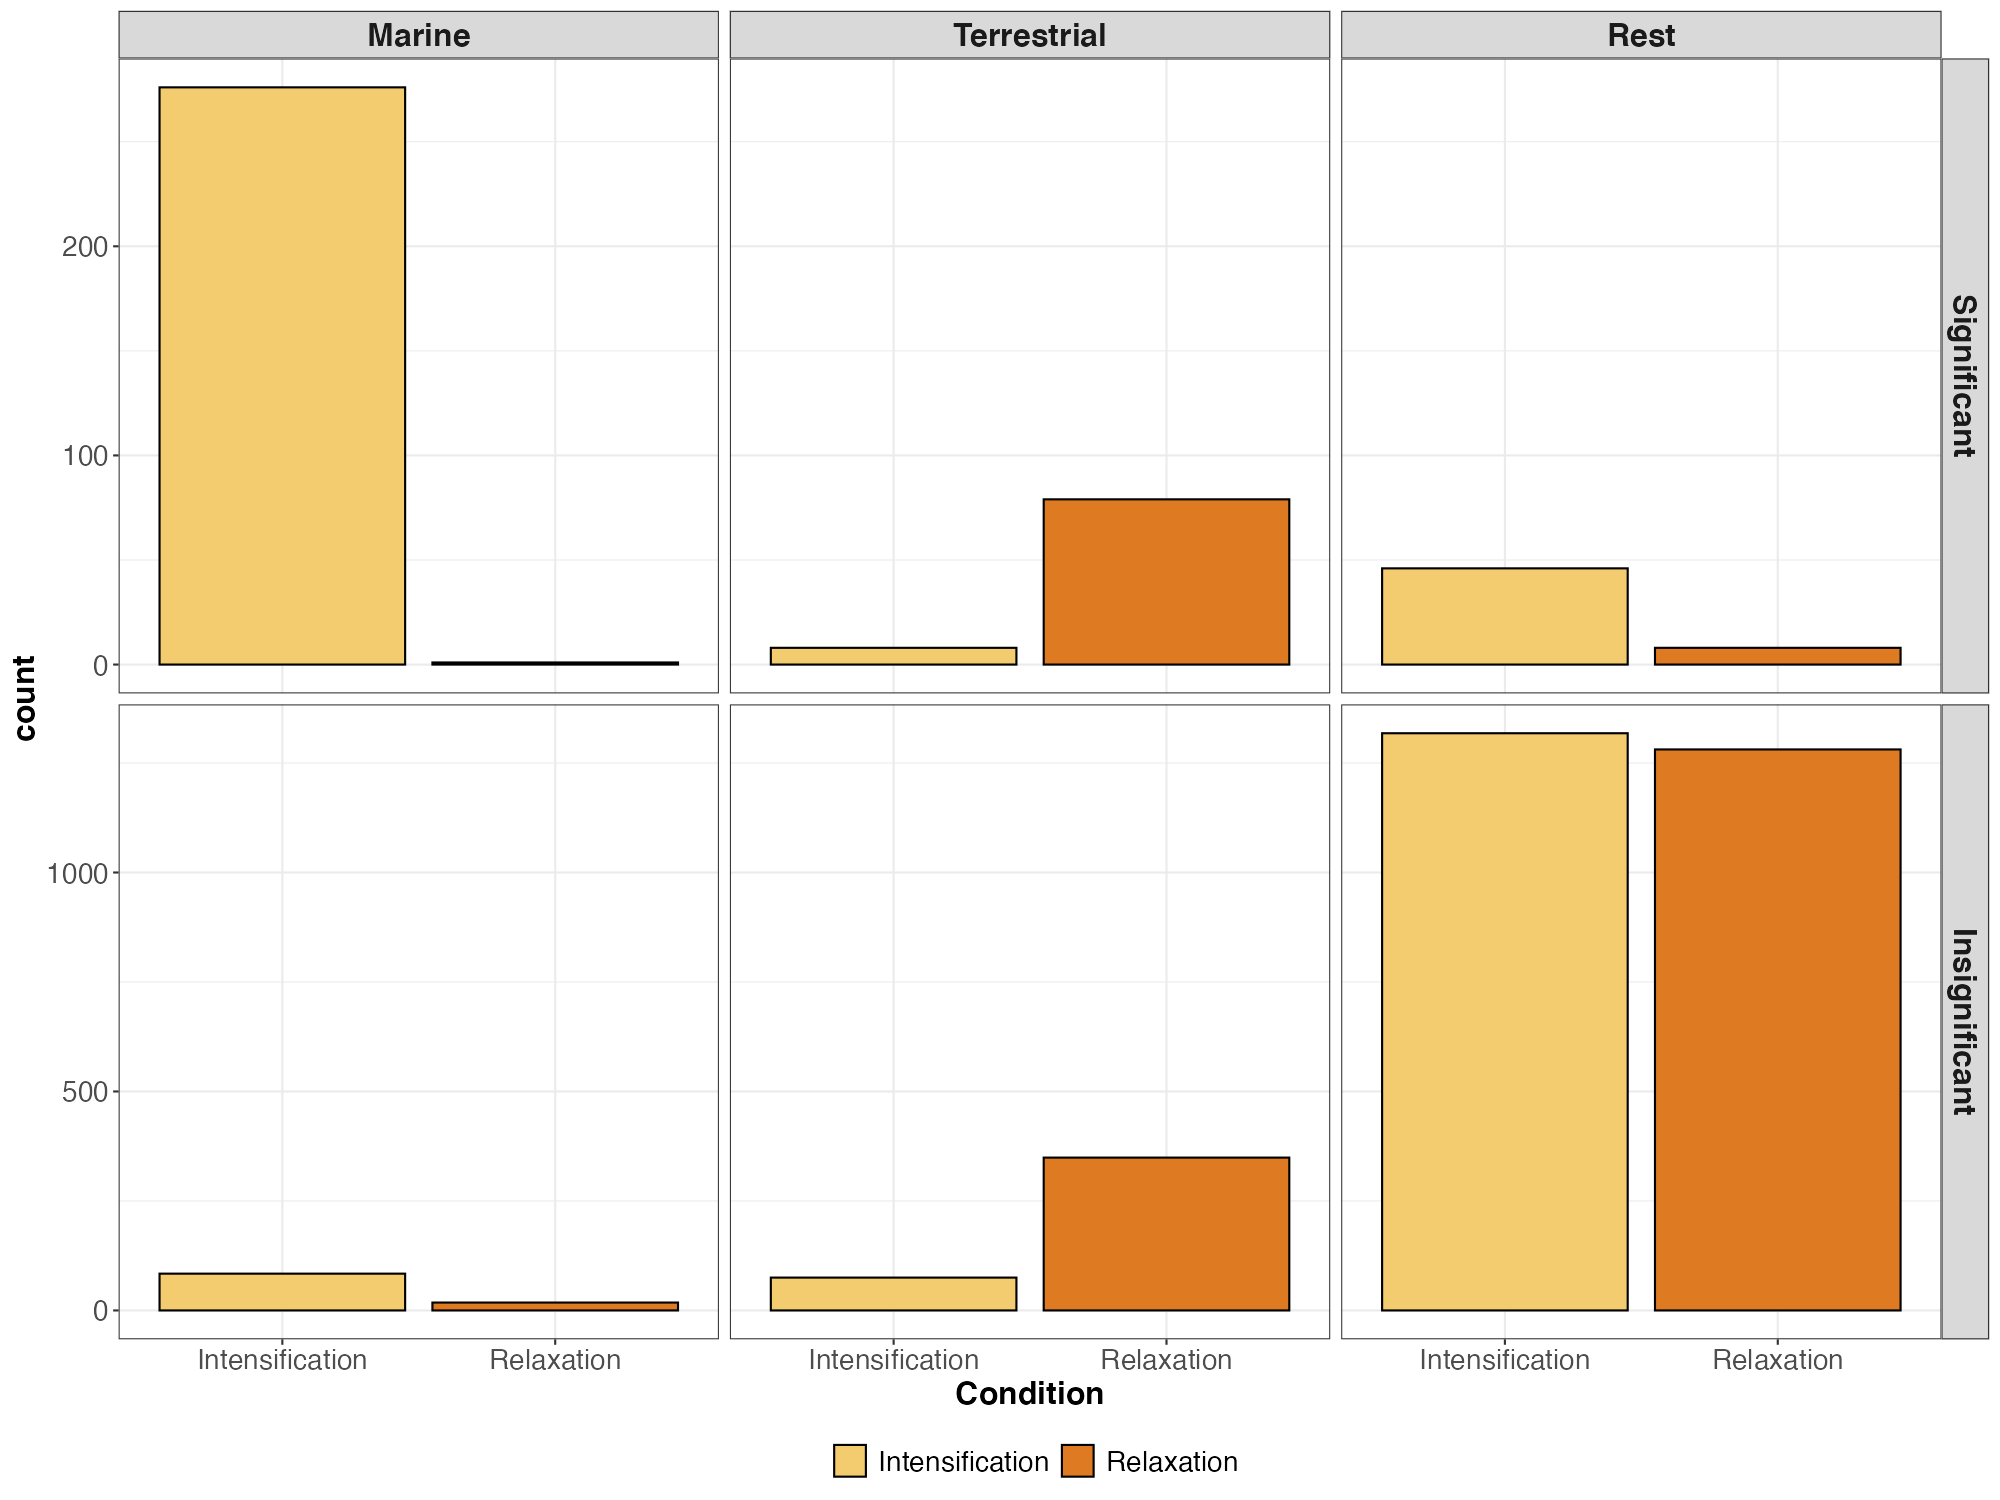 Marine Terrestrial Rest
Significant
200
100
0
count
Insignificant
1000
500
0
Intensification Relaxation Intensification Relaxation Intensification Relaxation
Condition
Intensification Relaxation